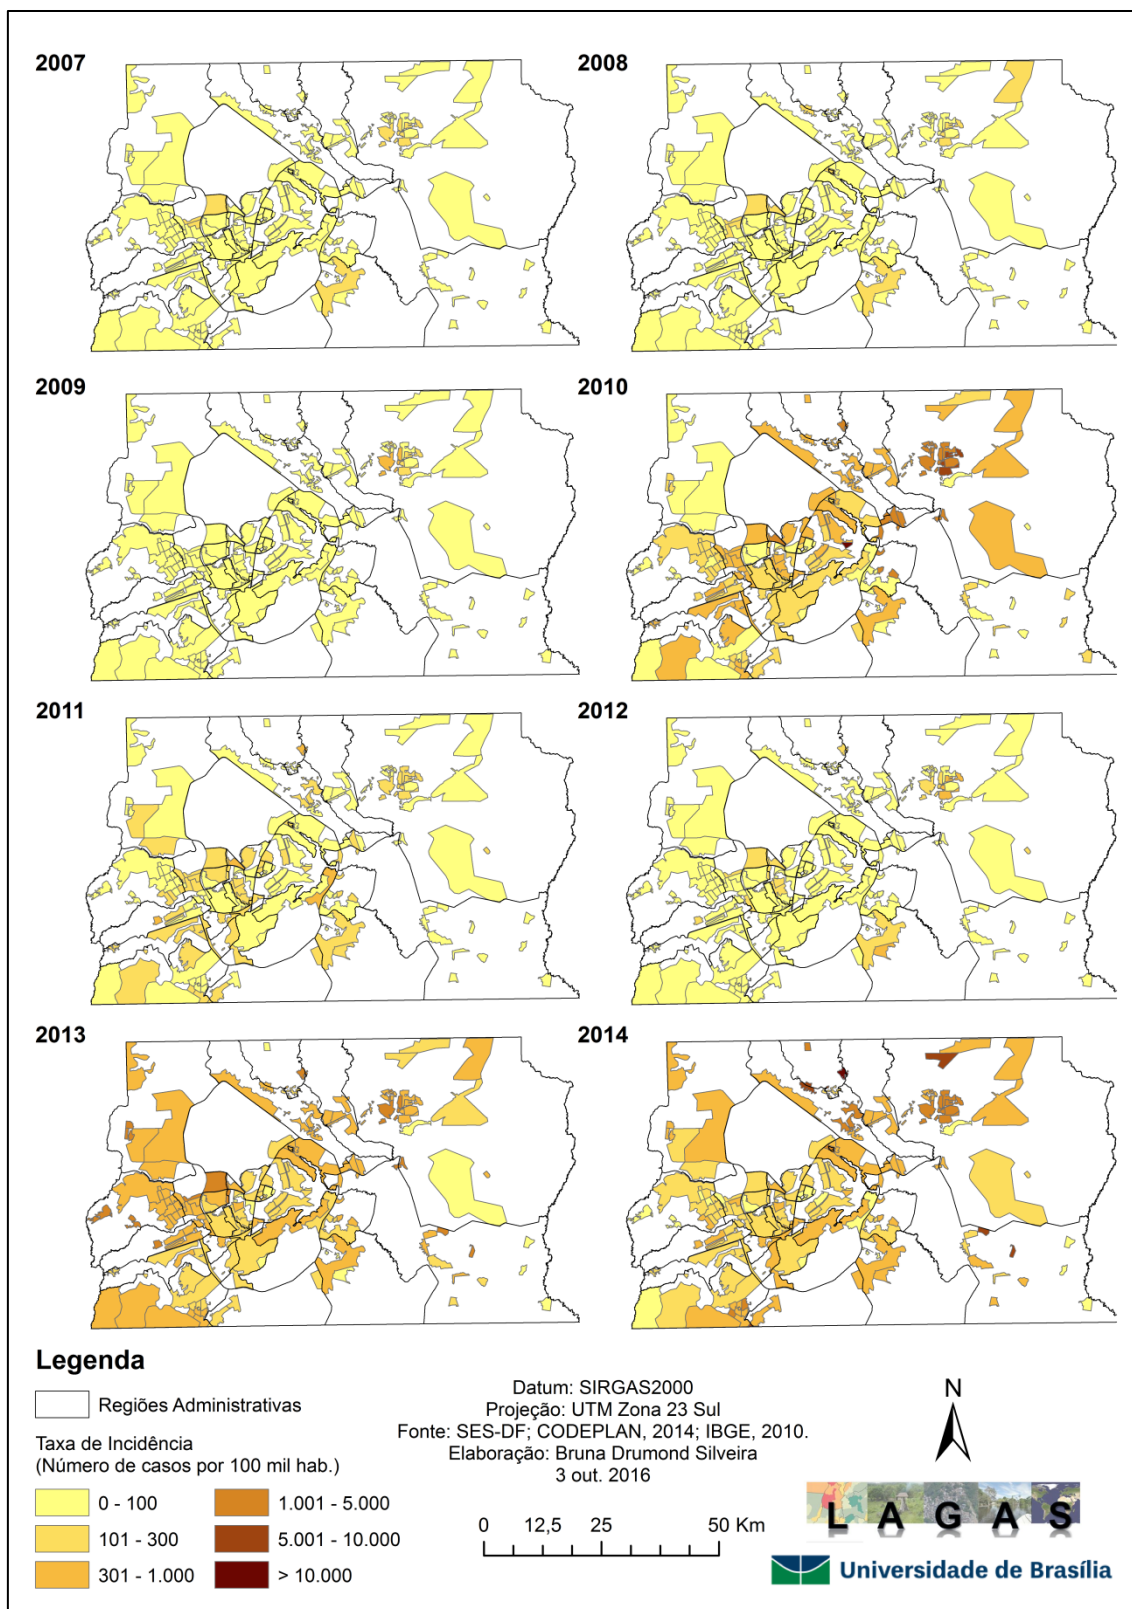 2007
2008
2009
2010
2011
2012
2013
2014
Legenda
Regiões Administrativas
Taxa de Incidência
(Número de casos por 100 mil hab.)
0 - 100
101 - 300
301 - 1.000
1.001 - 5.000
5.001 - 10.000
> 10.000
Datum: SIRGAS2000
Projeção: UTM Zona 23 Sul
Fonte: SES-DF; CODEPLAN, 2014; IBGE, 2010.
Elaboração: Bruna Drumond Silveira
3 out. 2016
0 12,5 25 50 Km
N
L A G A S
Universidade de Brasília